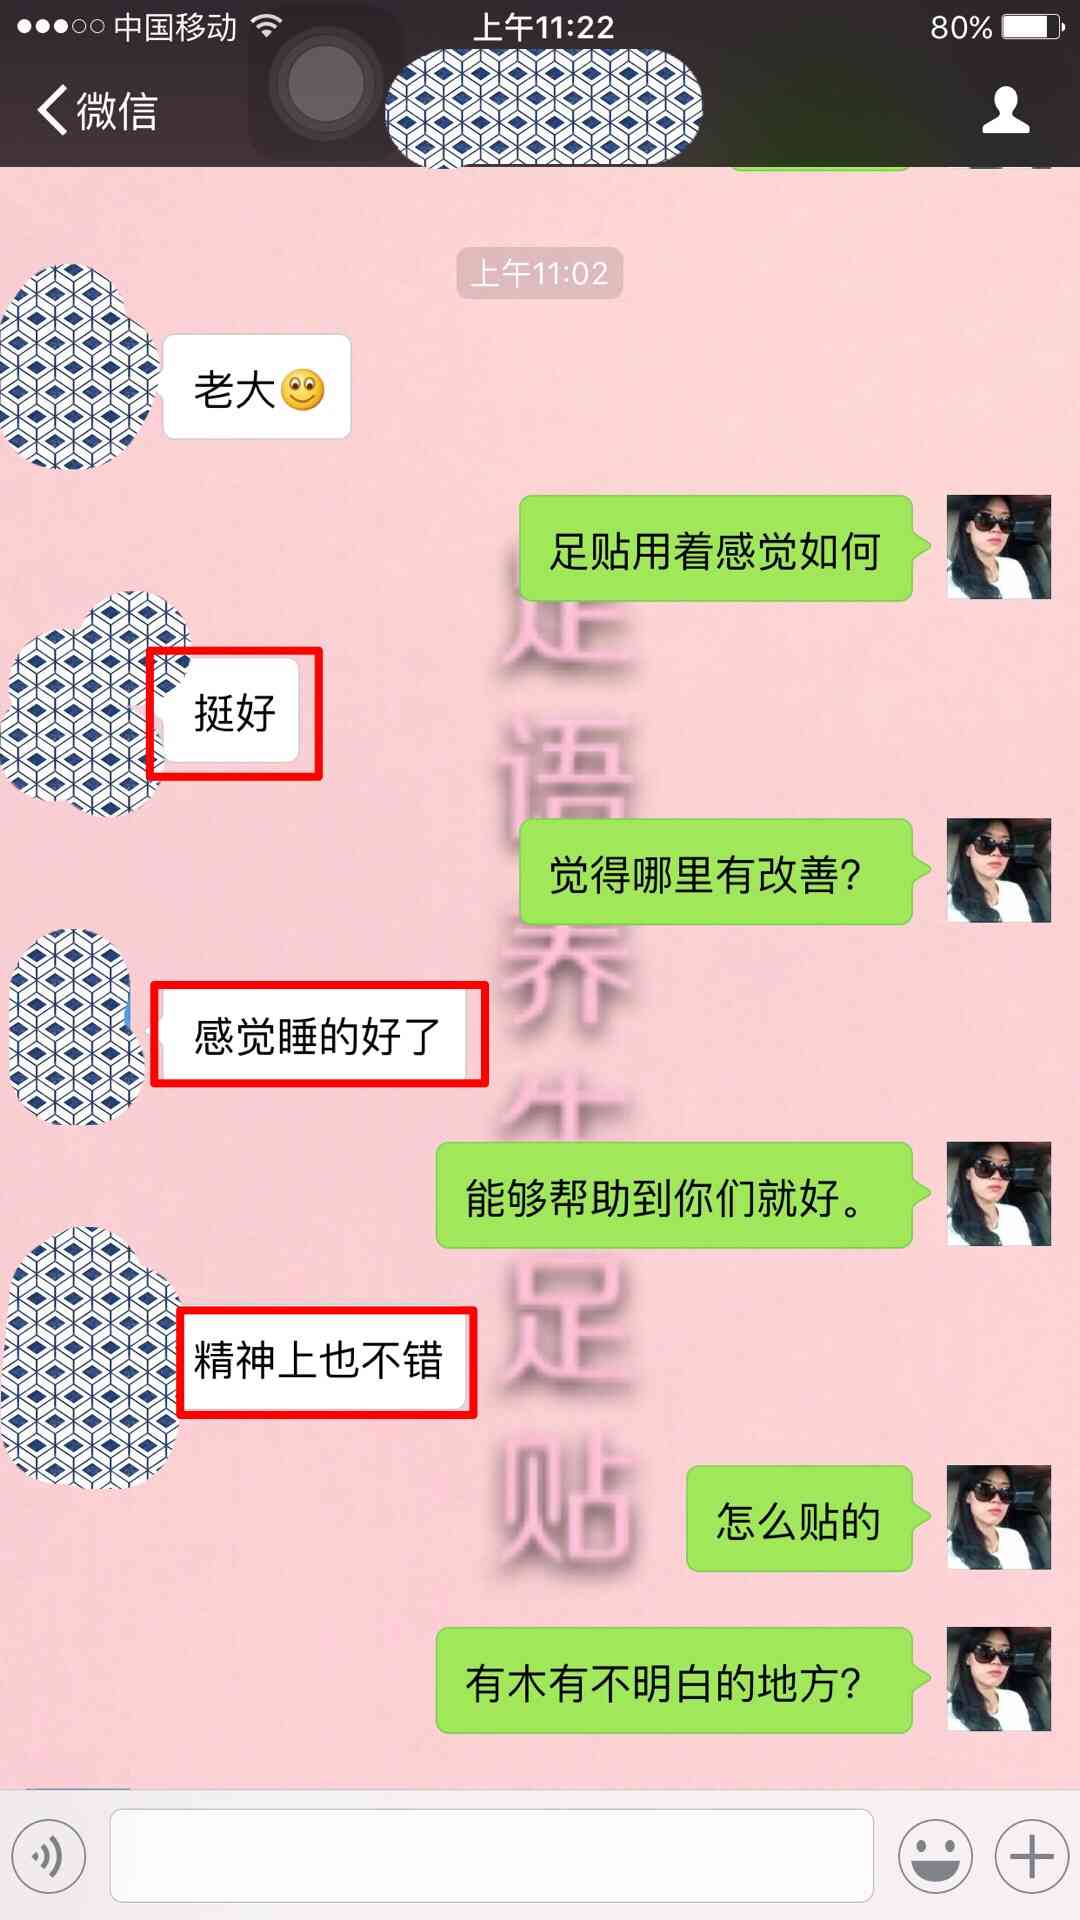 中国移动
上午11:22
80%
微信
上午11:02
老大
足贴用着感觉如何
挺好
觉得哪里有改善?
感觉睡的好了
能够帮助到你们就好。
精神上也不错
怎么贴的
有木有不明白的地方?
足
语
养
生
足
贴